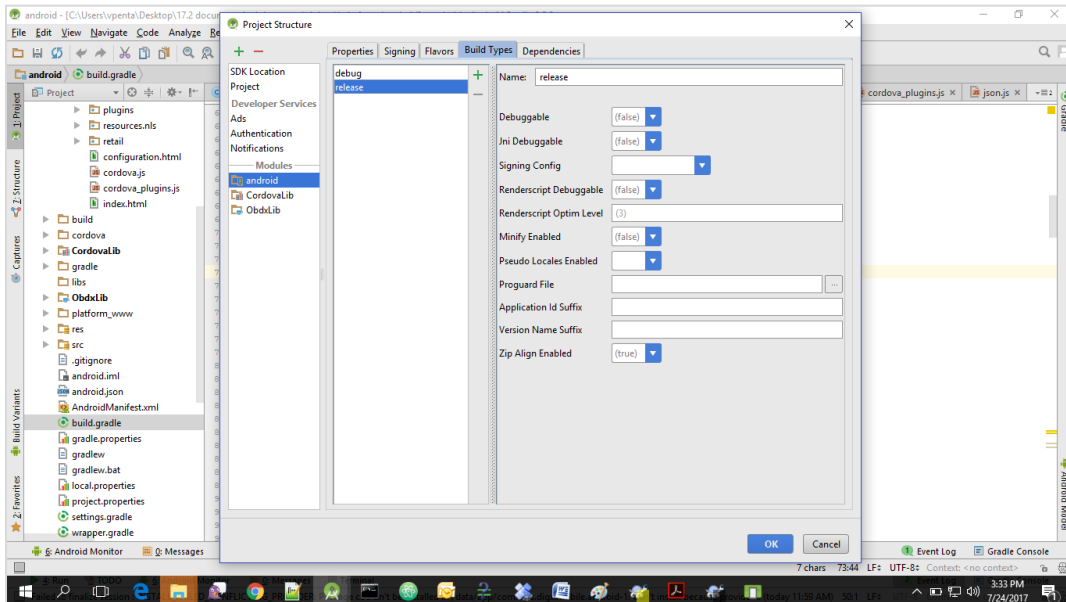 android - [C:\Users\vpenta\Desktop\17.2 docur
File Edit View Navigate Code Analyze Re
android build.gradle
Project
plugins
resources.nls
retail
configuration.html
cordova.js
cordova_plugins.js
index.html
build
cordova
CordovaLib
gradle
libs
ObdxLib
platform_www
res
src
.gitignore
android.iml
android.json
AndroidManifest.xml
build.gradle
gradle.properties
gradlew
gradlew.bat
local.properties
project.properties
settings.gradle
wrapper.gradle
1: Project
Z: Structure
Captures
Build Variants
2: Favorites
Project Structure
SDK Location
Project
Developer Services
Ads
Authentication
Notifications
Modules
android
CordovaLib
ObdxLib
Properties Signing Flavors Build Types Dependencies
debug
release
Name: release
Debuggable (false)
Jni Debuggable (false)
Signing Config
Renderscript Debuggable (false)
Renderscript Optim Level (3)
Minify Enabled (false)
Pseudo Locales Enabled
Proguard File ...
Application Id Suffix
Version Name Suffix
Zip Align Enabled (true)
OK Cancel
cordova_plugins.js json.js
Gradle
Android Model
6: Android Monitor 0: Messages
Event Log Gradle Console
7 chars 73:44 LF: UTF-8: Context: <no context>
3:33 PM
7/24/2017